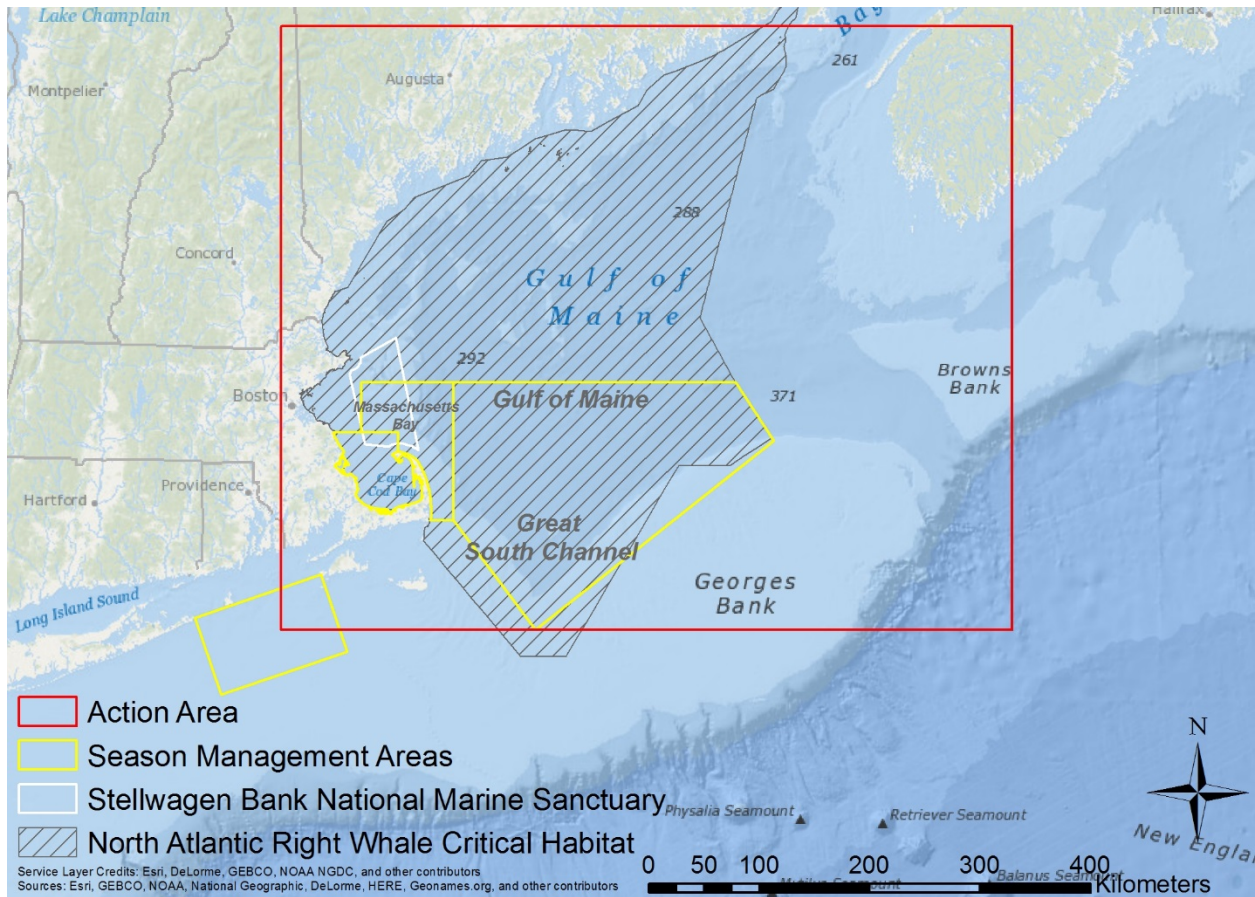 Lake Champlain
Halifax
Bay
261
Augusta
Montpelier
288
Concord
Gulf of
Maine
292
Browns
Bank
371
Gulf of Maine
Boston
Massachusetts
Bay
Cape
Cod Bay
Providence
Hartford
Great
South Channel
Georges
Bank
Long Island Sound
Action Area
Season Management Areas
Stellwagen Bank National Marine Sanctuary
North Atlantic Right Whale Critical Habitat
N
Physalia Seamount
Retriever Seamount
New Engla
Service Layer Credits: Esri, DeLorme, GEBCO, NOAA NGDC, and other contributors
Sources: Esri, GEBCO, NOAA, National Geographic, DeLorme, HERE, Geonames.org, and other contributors
0 50 100 200 300 400
Kilometers
Balanus Seamount